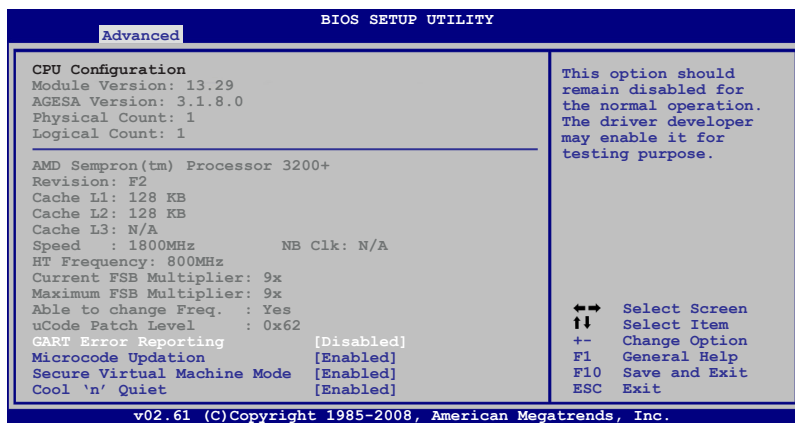 BIOS SETUP UTILITY
Advanced
CPU Configuration
Module Version: 13.29
AGESA Version: 3.1.8.0
Physical Count: 1
Logical Count: 1
AMD Sempron(tm) Processor 3200+
Revision: F2
Cache L1: 128 KB
Cache L2: 128 KB
Cache L3: N/A
Speed : 1800MHz NB Clk: N/A
HT Frequency: 800MHz
Current FSB Multiplier: 9x
Maximum FSB Multiplier: 9x
Able to change Freq. : Yes
uCode Patch Level : 0x62
GART Error Reporting [Disabled]
Microcode Updation [Enabled]
Secure Virtual Machine Mode [Enabled]
Cool ‘n’ Quiet [Enabled]
This option should
remain disabled for
the normal operation.
The driver developer
may enable it for
testing purpose.
←→ Select Screen
↑↓ Select Item
+- Change Option
F1 General Help
F10 Save and Exit
ESC Exit
v02.61 (C)Copyright 1985-2008, American Megatrends, Inc.